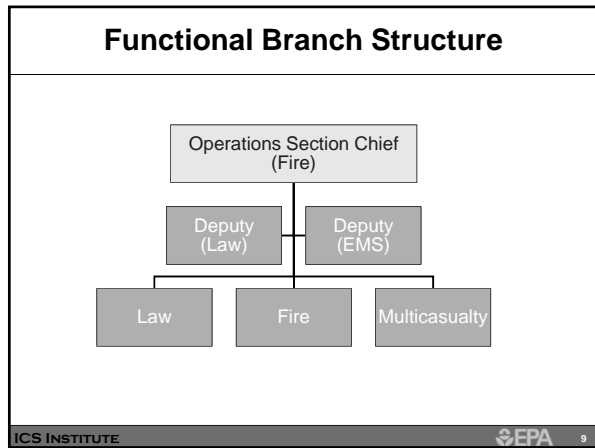 Functional Branch Structure
Operations Section Chief
(Fire)
Deputy
(Law)
Deputy
(EMS)
Law
Fire
Multicasualty
ICS INSTITUTE
EPA
9